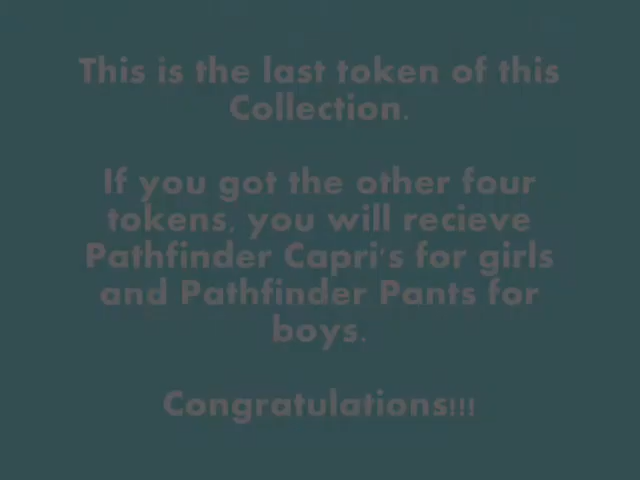 This is the last token of this
Collection.
If you got the other four
tokens, you will recieve
Pathfinder Capri's for girls
and Pathfinder Pants for
boys.
Congratulations!!!